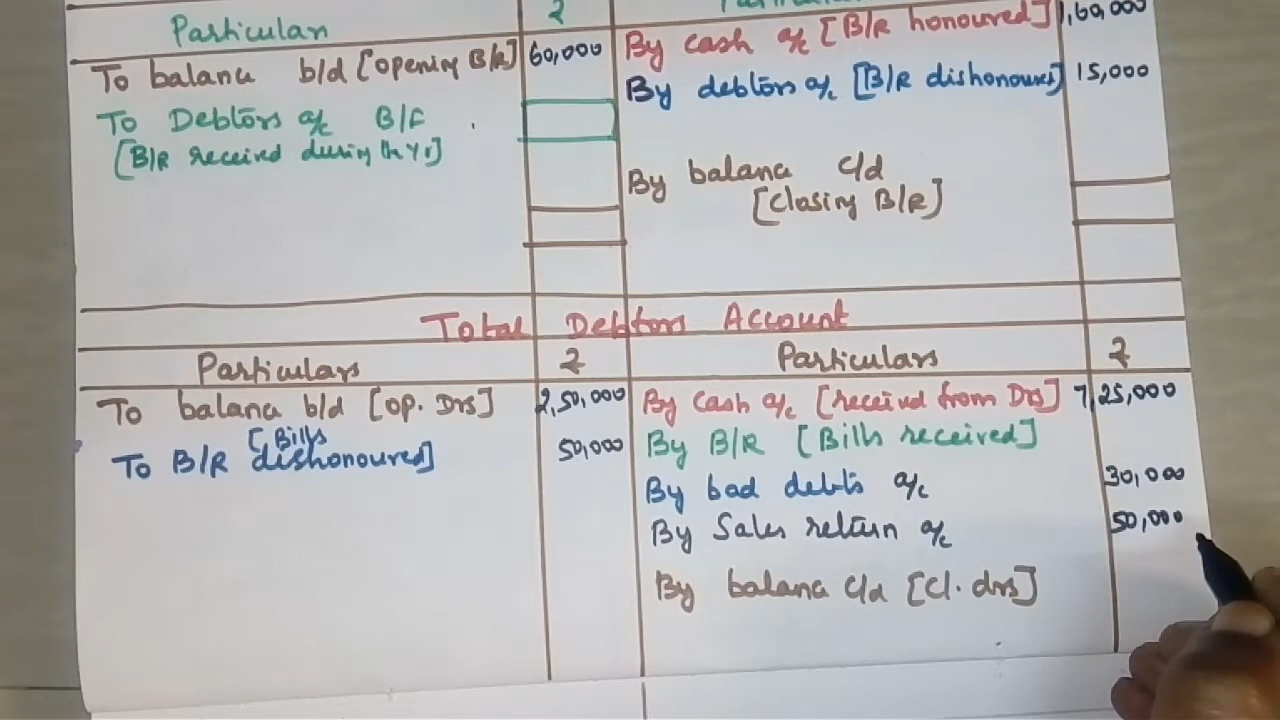 ₹
Particulars ₹
To balance b/d [opening B/R] 60,000 By cash a/c [B/R honoured] 1,60,000
To Debtors a/c B/F By debtors a/c [B/R dishonoured] 15,000
[B/R received during the Yr]
By balance c/d
[Closing B/R]
Total Debtors Account
Particulars ₹ Particulars ₹
To balance b/d [op. Drs] 2,50,000 By cash a/c [received from Drs] 7,25,000
To B/R [Bills dishonoured] 50,000 By B/R [Bills received]
By bad debts a/c 30,000
By Sales return a/c 50,000
By balance c/d [cl. drs]